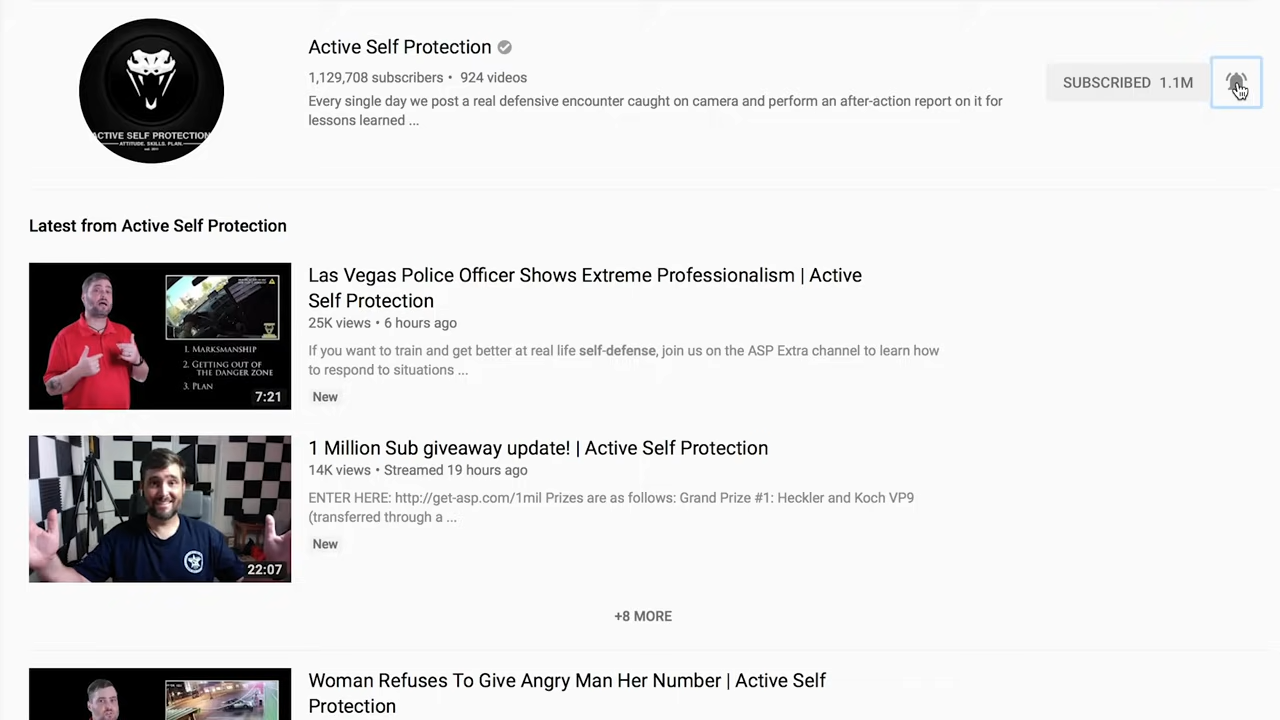 Active Self Protection
1,129,708 subscribers • 924 videos
Every single day we post a real defensive encounter caught on camera and perform an after-action report on it for
lessons learned ...
SUBSCRIBED 1.1M
ACTIVE SELF PROTECTION
ATTITUDE. SKILLS. PLAN.
Latest from Active Self Protection
Las Vegas Police Officer Shows Extreme Professionalism | Active
Self Protection
25K views • 6 hours ago
If you want to train and get better at real life self-defense, join us on the ASP Extra channel to learn how
to respond to situations ...
New
1. Marksmanship
2. Getting out of
the danger zone
3. Plan
7:21
1 Million Sub giveaway update! | Active Self Protection
14K views • Streamed 19 hours ago
ENTER HERE: http://get-asp.com/1mil Prizes are as follows: Grand Prize #1: Heckler and Koch VP9
(transferred through a ...
New
22:07
+8 MORE
Woman Refuses To Give Angry Man Her Number | Active Self
Protection